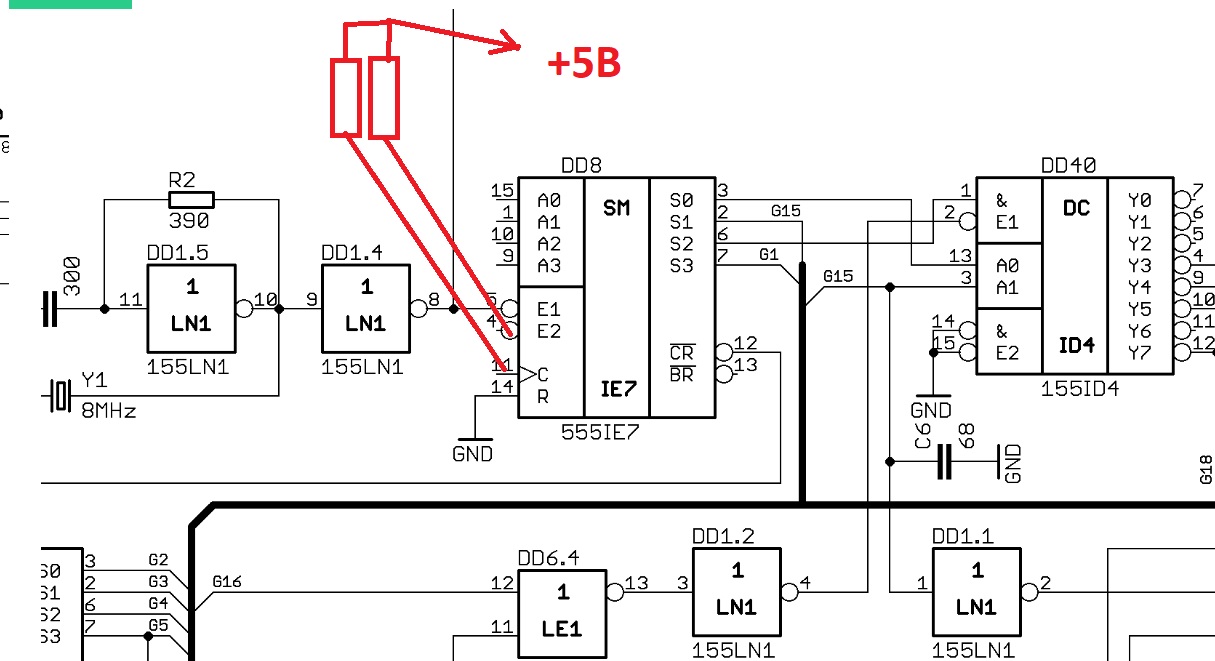 +5В
8
R2
390
300
DD1.5
11
1
LN1
10
155LN1
Y1
8MHz
DD1.4
9
1
LN1
8
155LN1
DD8
15 A0 SM S0 3
1 A1 S1 2 G15
10 A2 S2 6
9 A3 S3 7 G1
5 E1
4 E2
11 C
14 R IE7
CR 12
BR 13
555IE7
GND
G15
DD40
1 & DC Y0 7
2 E1 Y1 6
Y2 5
13 A0 Y3 4
3 A1 Y4 9
Y5 10
14 & Y6 11
15 E2 ID4 Y7 12
155ID4
GND
C6
68
GND
G18
S0 3 G2
S1 2 G3
S2 6 G4
S3 7 G5
G16
DD6.4
12 1 13
11 LE1
DD1.2
3 1 4
LN1
155LN1
DD1.1
1 1 2
LN1
155LN1